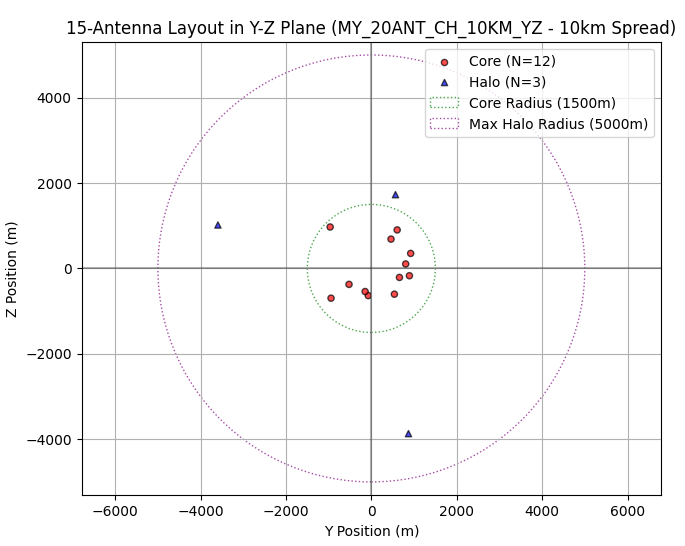 15-Antenna Layout in Y-Z Plane (MY_20ANT_CH_10KM_YZ - 10km Spread)
Core (N=12)
Halo (N=3)
Core Radius (1500m)
Max Halo Radius (5000m)
Z Position (m)
4000
2000
0
−2000
−4000
−6000
−4000
−2000
0
2000
4000
6000
Y Position (m)